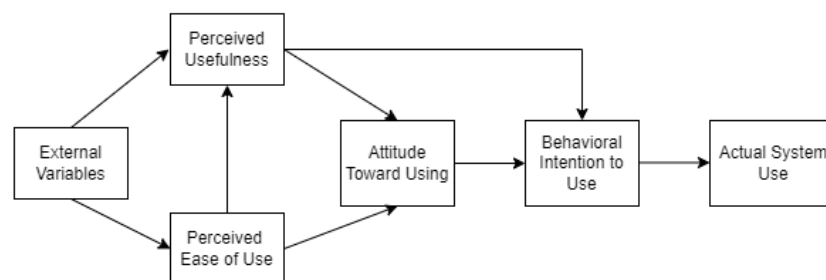 Perceived
Usefulness
External
Variables
Attitude
Toward Using
Behavioral
Intention to
Use
Actual System
Use
Perceived
Ease of Use